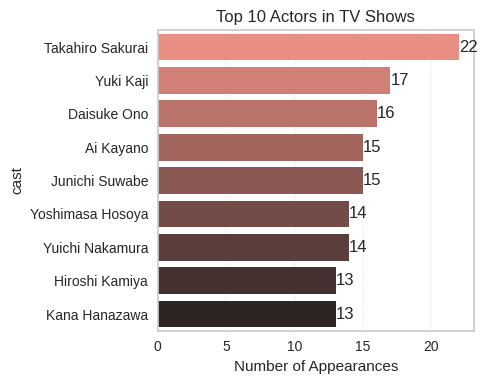 Top 10 Actors in TV Shows
Takahiro Sakurai 22
Yuki Kaji 17
Daisuke Ono 16
Ai Kayano 15
Junichi Suwabe 15
Yoshimasa Hosoya 14
Yuichi Nakamura 14
Hiroshi Kamiya 13
Kana Hanazawa 13
cast
0 5 10 15 20
Number of Appearances